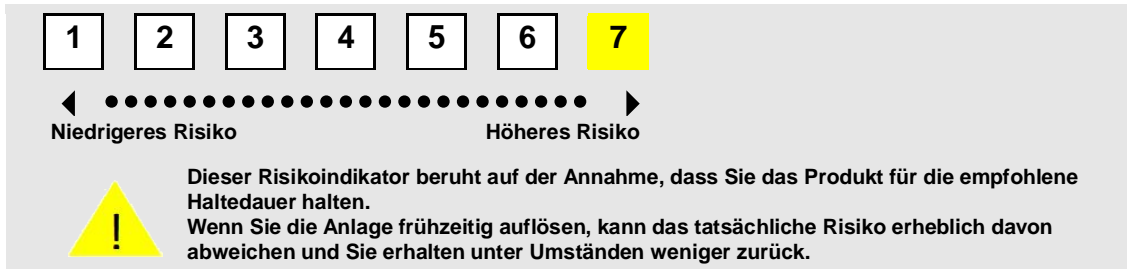 1 2 3 4 5 6 7
Niedrigeres Risiko Höheres Risiko
Dieser Risikoindikator beruht auf der Annahme, dass Sie das Produkt für die empfohlene
Haltedauer halten.
Wenn Sie die Anlage frühzeitig auflösen, kann das tatsächliche Risiko erheblich davon
abweichen und Sie erhalten unter Umständen weniger zurück.
!